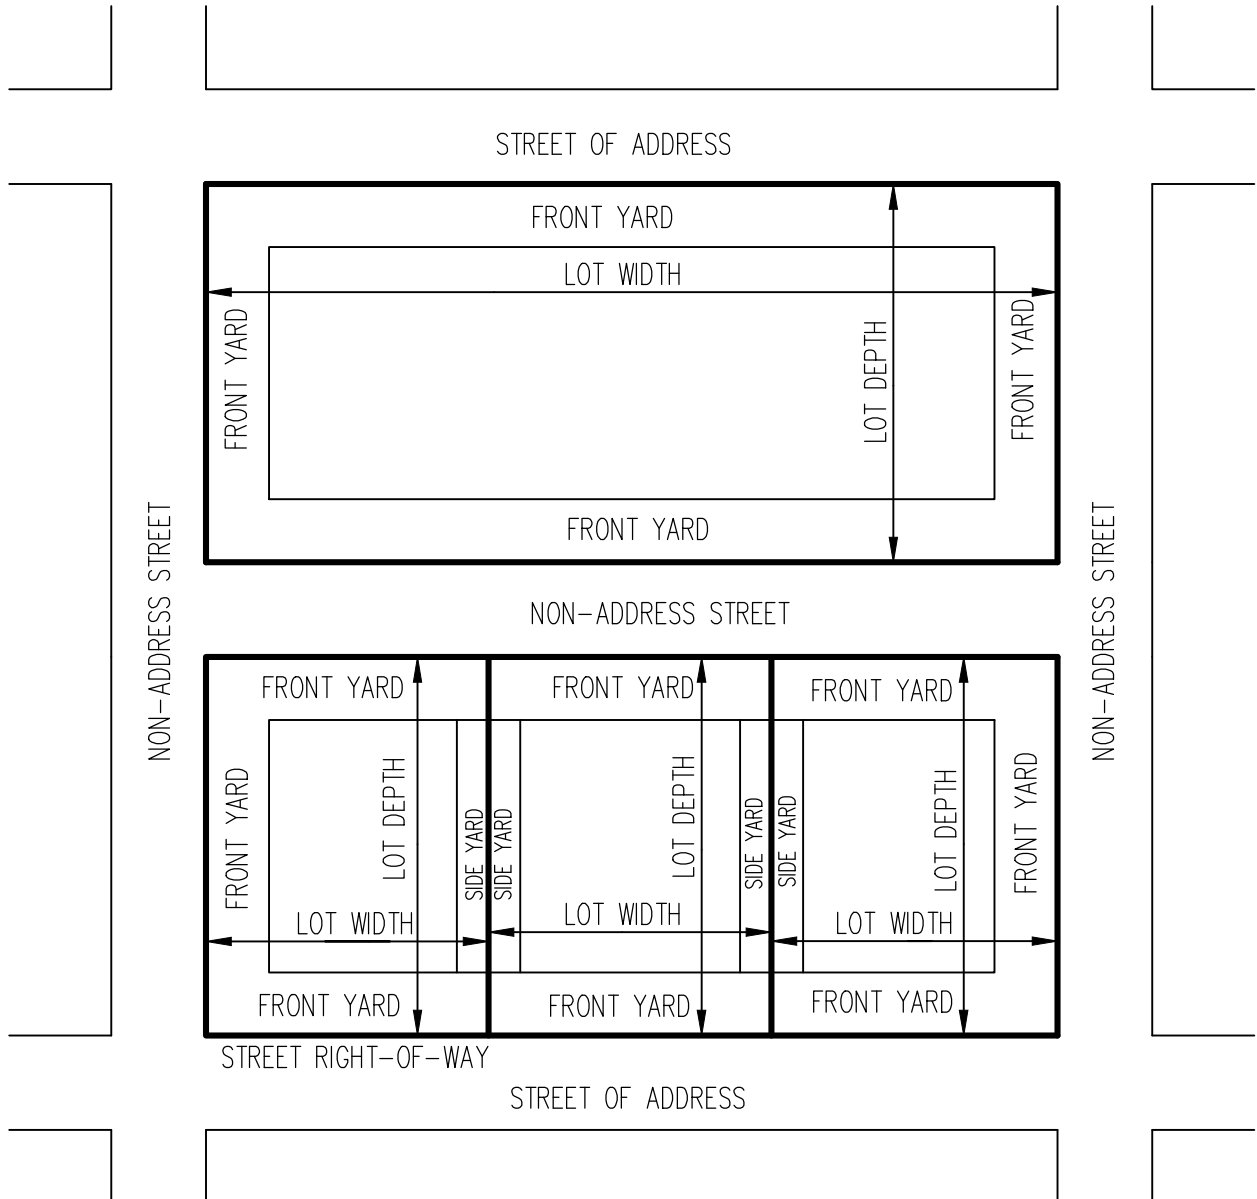 STREET OF ADDRESS
FRONT YARD
LOT WIDTH
FRONT YARD
LOT DEPTH
FRONT YARD
FRONT YARD
NON-ADDRESS STREET
NON-ADDRESS STREET
NON-ADDRESS STREET
FRONT YARD
FRONT YARD
FRONT YARD
FRONT YARD
LOT DEPTH
SIDE YARD
SIDE YARD
LOT DEPTH
SIDE YARD
SIDE YARD
LOT DEPTH
FRONT YARD
LOT WIDTH
LOT WIDTH
LOT WIDTH
FRONT YARD
FRONT YARD
FRONT YARD
STREET RIGHT-OF-WAY
STREET OF ADDRESS